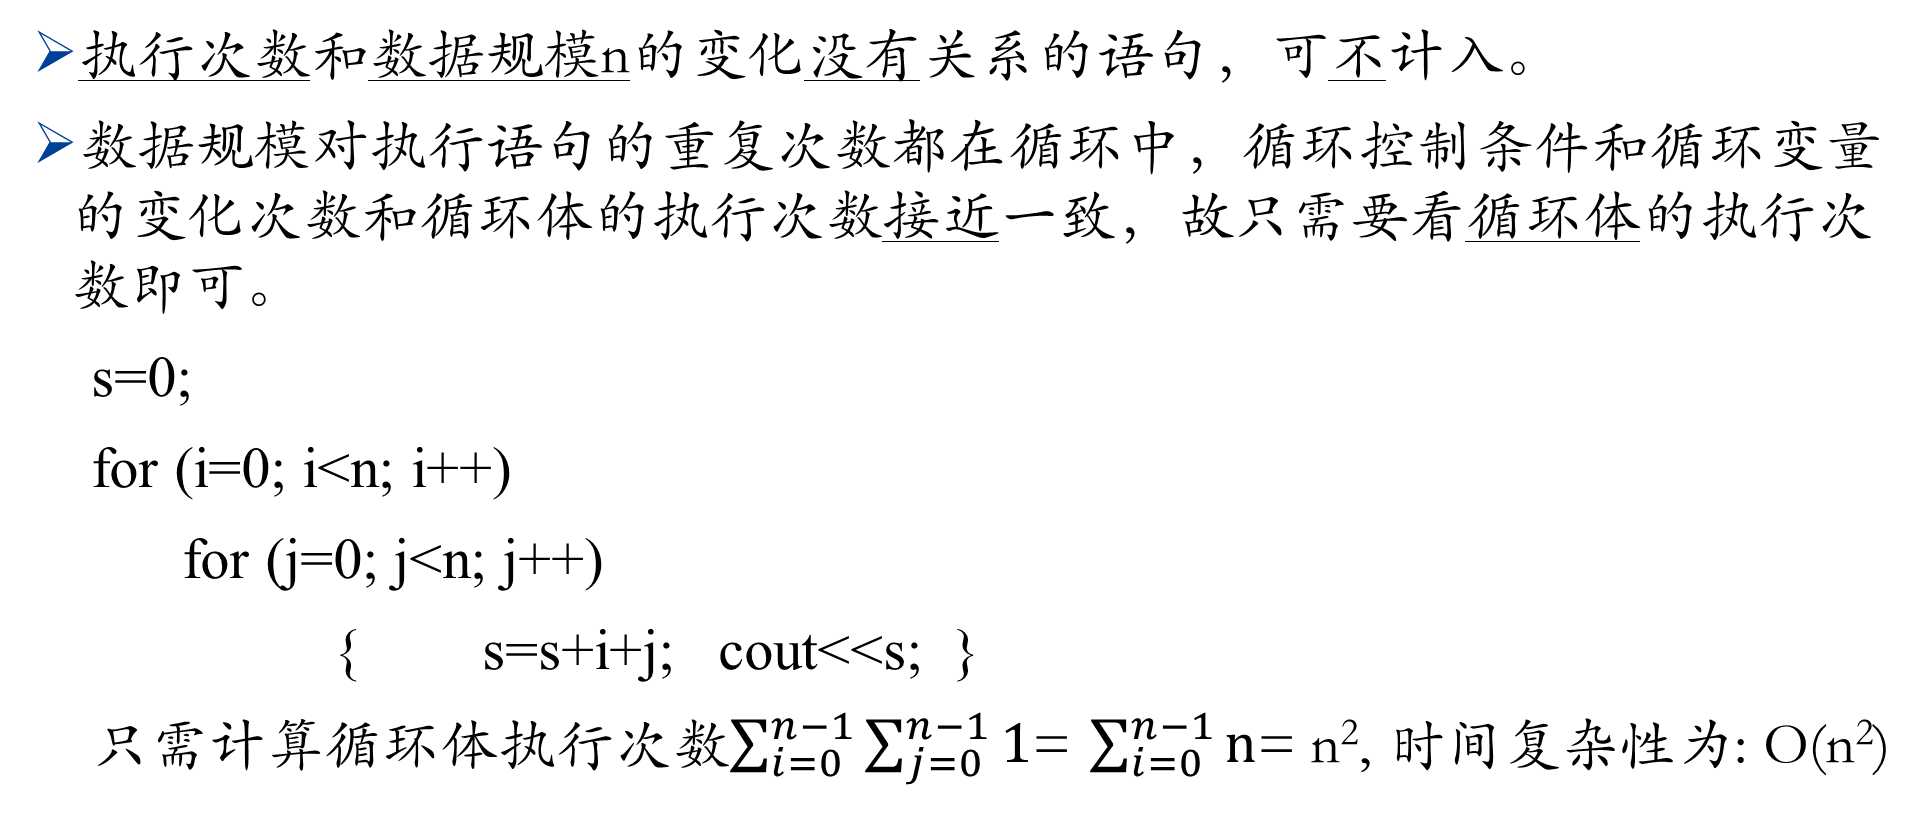 ➢执行次数和数据规模n的变化没有关系的语句，可不计入。
➢数据规模对执行语句的重复次数都在循环中，循环控制条件和循环变量
的变化次数和循环体的执行次数接近一致，故只需要看循环体的执行次
数即可。
s=0;
for (i=0; i<n; i++)
for (j=0; j<n; j++)
{ s=s+i+j; cout<<s; }
只需计算循环体执行次数∑_{i=0}^{n−1} ∑_{j=0}^{n−1} 1= ∑_{i=0}^{n−1} n= n², 时间复杂性为: O(n²)